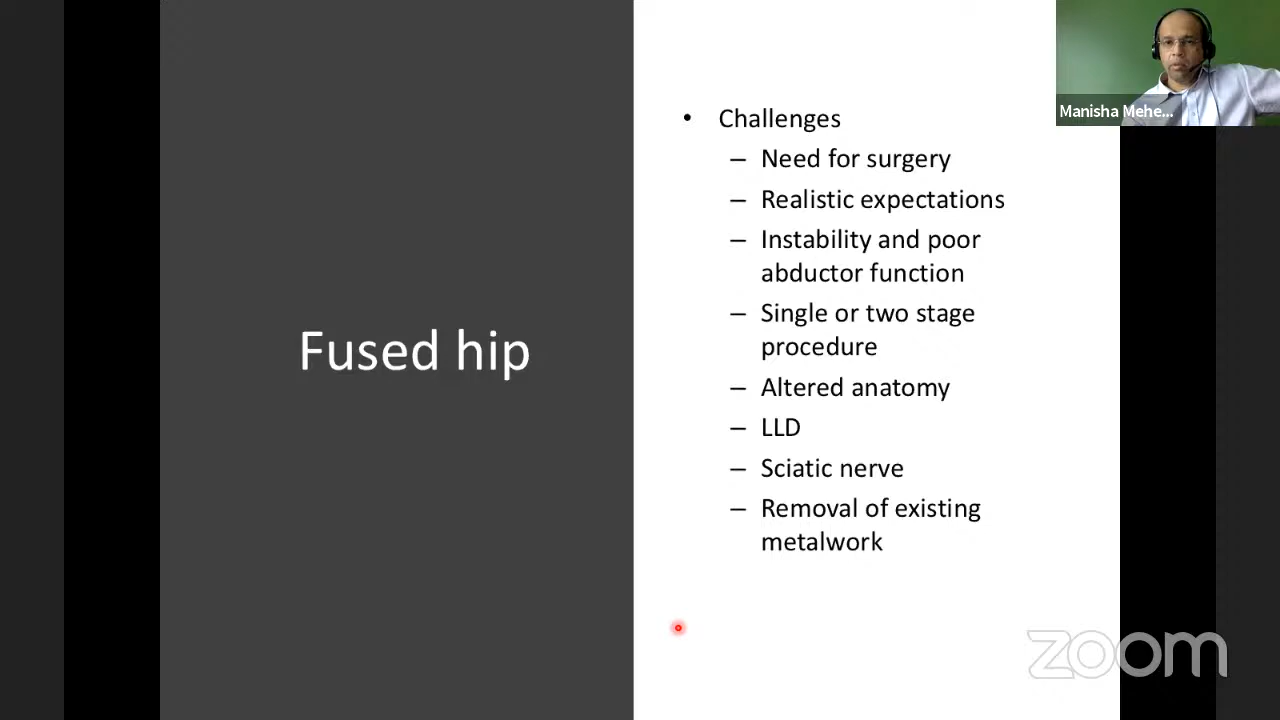 Fused hip
• Challenges
– Need for surgery
– Realistic expectations
– Instability and poor
abductor function
– Single or two stage
procedure
– Altered anatomy
– LLD
– Sciatic nerve
– Removal of existing
metalwork
Manisha Mehe...
zoom